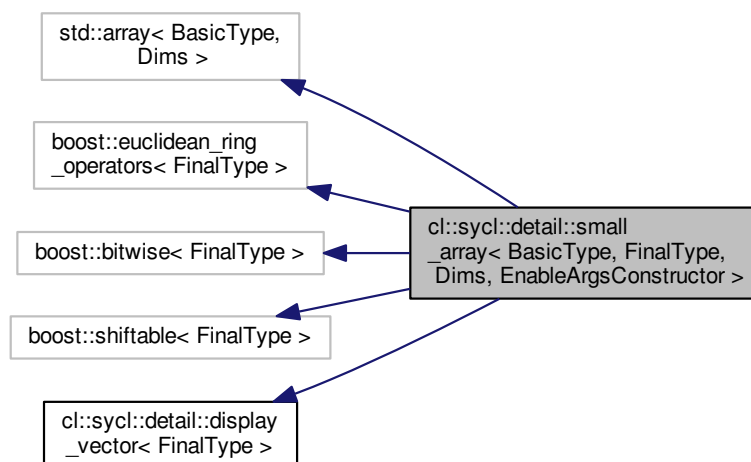 std::array< BasicType,
Dims >
boost::euclidean_ring
_operators< FinalType >
boost::bitwise< FinalType >
boost::shiftable< FinalType >
cl::sycl::detail::display
_vector< FinalType >
cl::sycl::detail::small
_array< BasicType, FinalType,
Dims, EnableArgsConstructor >